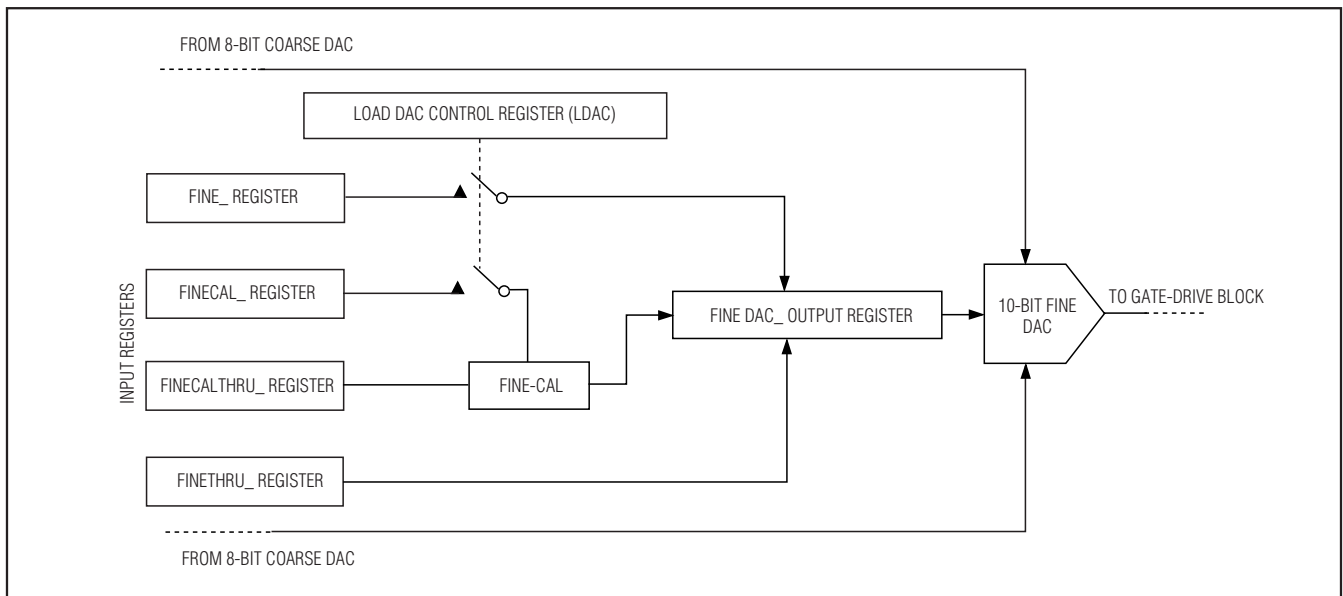 FROM 8-BIT COARSE DAC
LOAD DAC CONTROL REGISTER (LDAC)
FINE_ REGISTER
INPUT REGISTERS
FINECAL_ REGISTER
FINECALTHRU_ REGISTER
FINE-CAL
FINETHRU_ REGISTER
FINE DAC_ OUTPUT REGISTER
10-BIT FINE
DAC
TO GATE-DRIVE BLOCK
FROM 8-BIT COARSE DAC